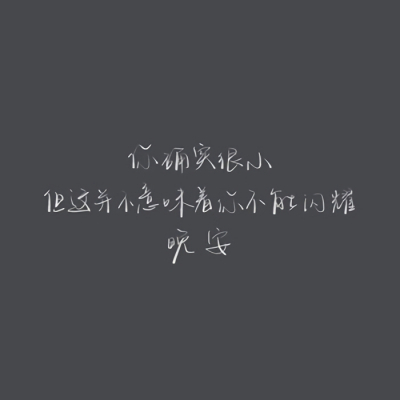 你确实很小
但这并不意味着你不能闪耀
晚安